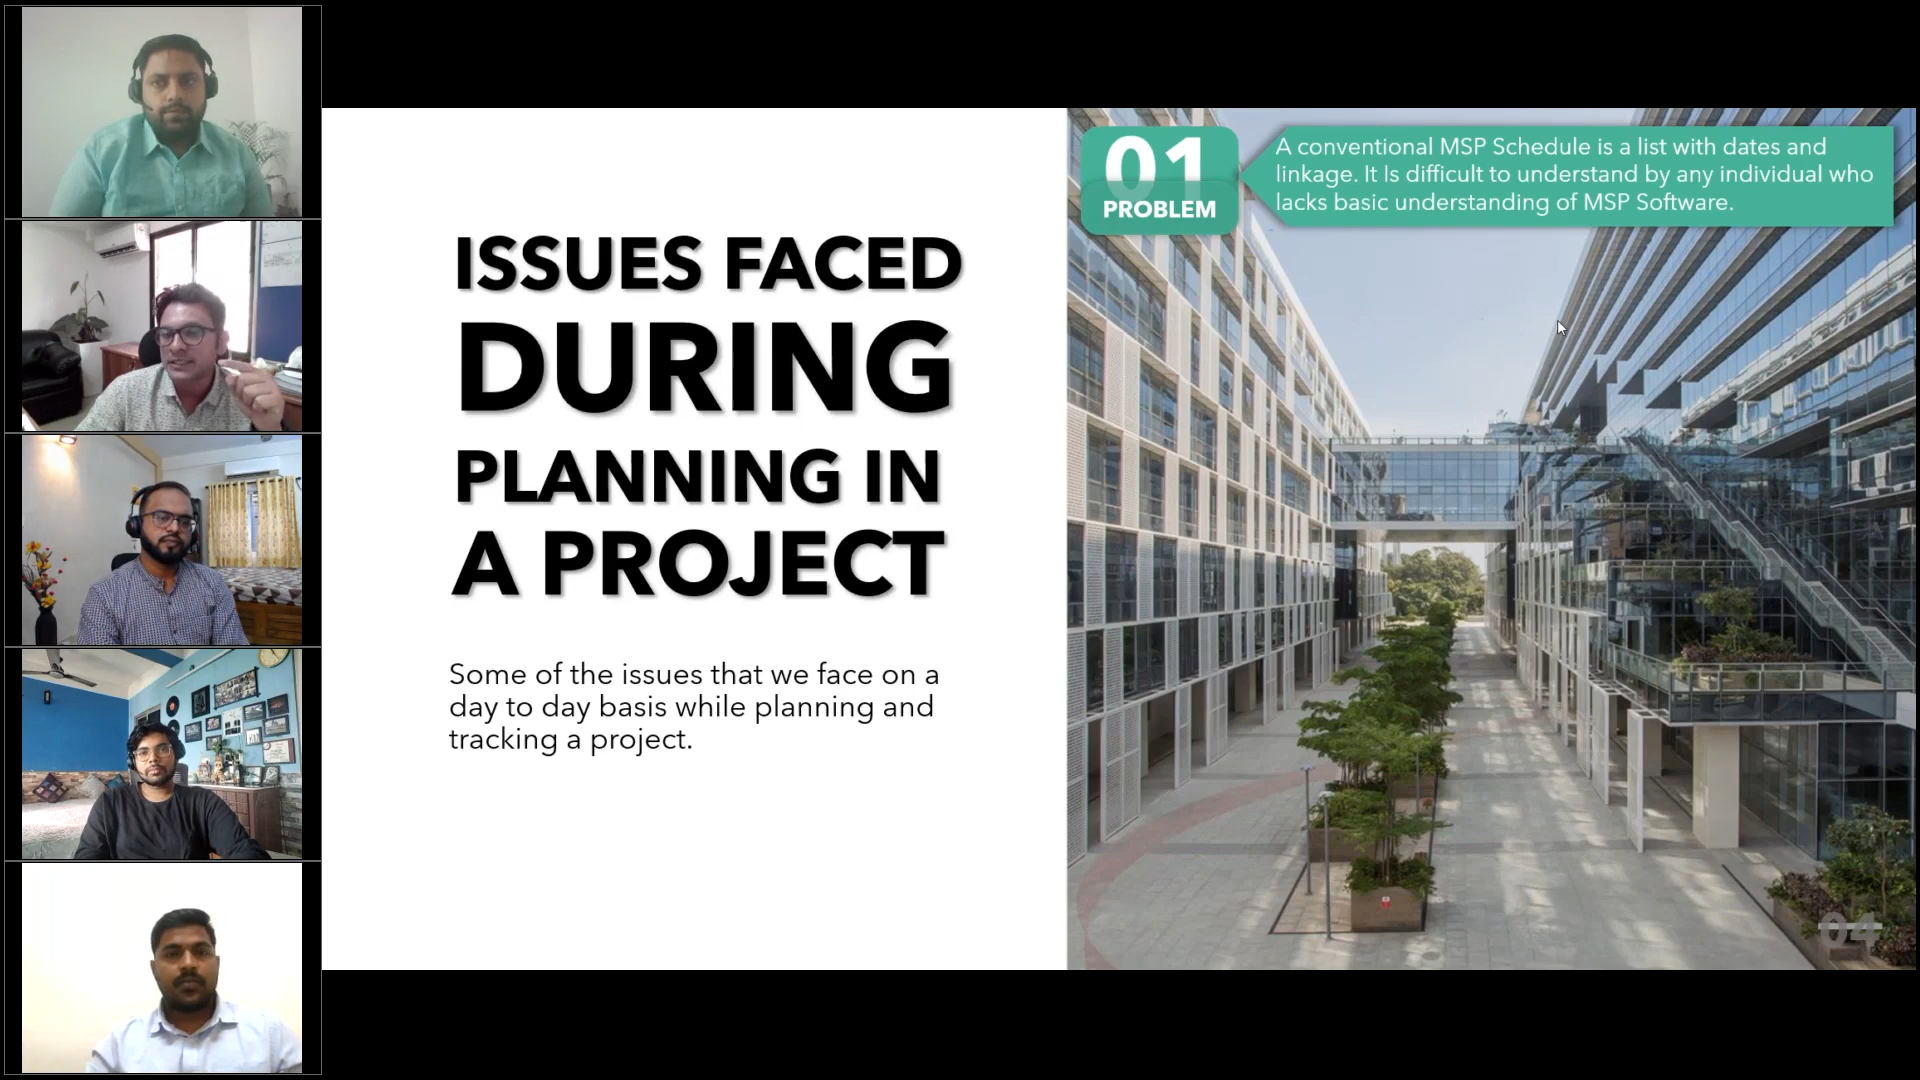 ISSUES FACED
DURING
PLANNING IN
A PROJECT
Some of the issues that we face on a
day to day basis while planning and
tracking a project.
01
PROBLEM
A conventional MSP Schedule is a list with dates and
linkage. It Is difficult to understand by any individual who
lacks basic understanding of MSP Software.
04